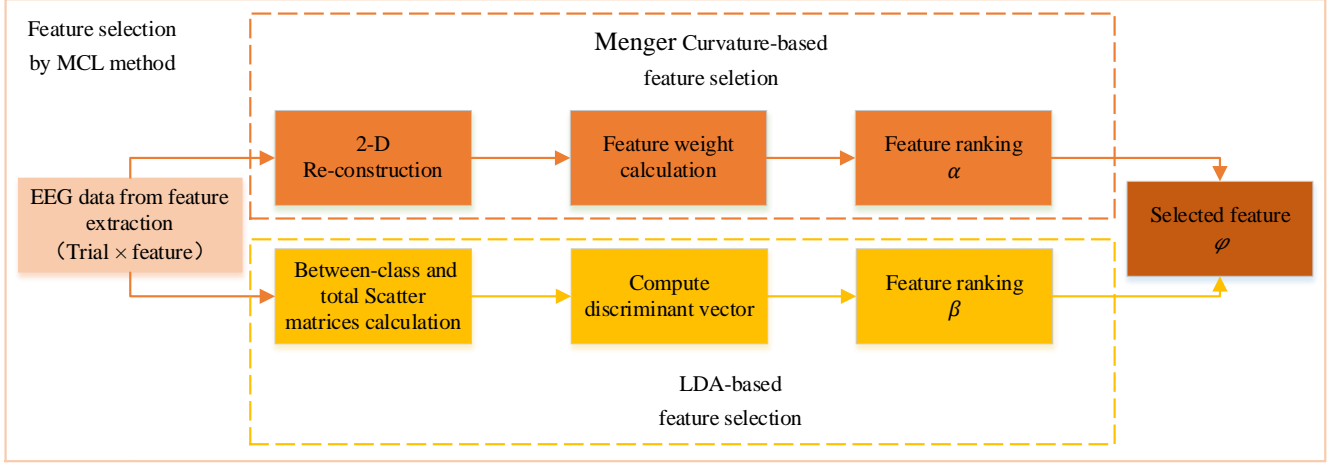 Feature selection
by MCL method
Menger Curvature-based
feature seletion
2-D
Re-construction
Feature weight
calculation
Feature ranking
α
EEG data from feature
extraction
（Trial × feature）
Selected feature
φ
Between-class and
total Scatter
matrices calculation
Compute
discriminant vector
Feature ranking
β
LDA-based
feature selection